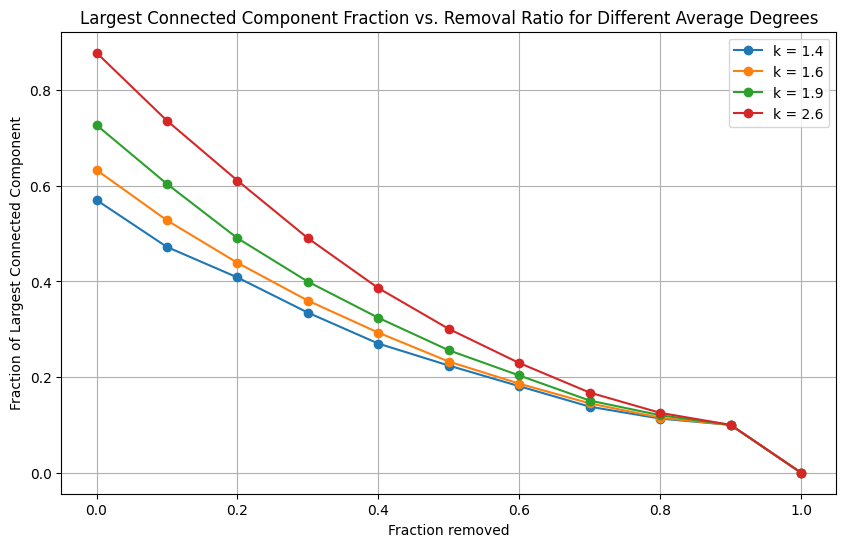 Largest Connected Component Fraction vs. Removal Ratio for Different Average Degrees
k = 1.4
k = 1.6
k = 1.9
k = 2.6
Fraction of Largest Connected Component
0.8
0.6
0.4
0.2
0.0
0.0 0.2 0.4 0.6 0.8 1.0
Fraction removed